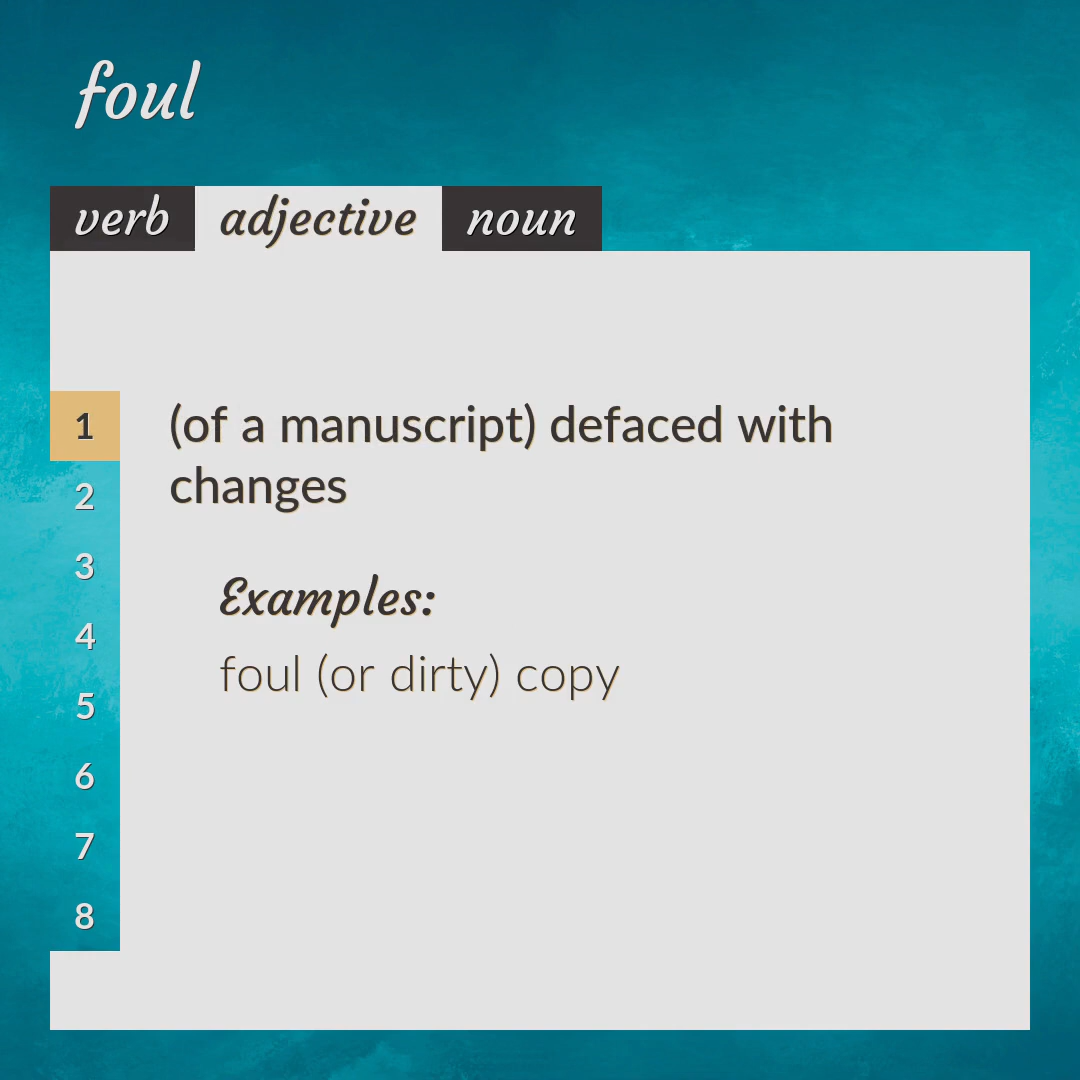 foul
verb adjective noun
1 (of a manuscript) defaced with
changes
2
3
Examples:
4
foul (or dirty) copy
5
6
7
8